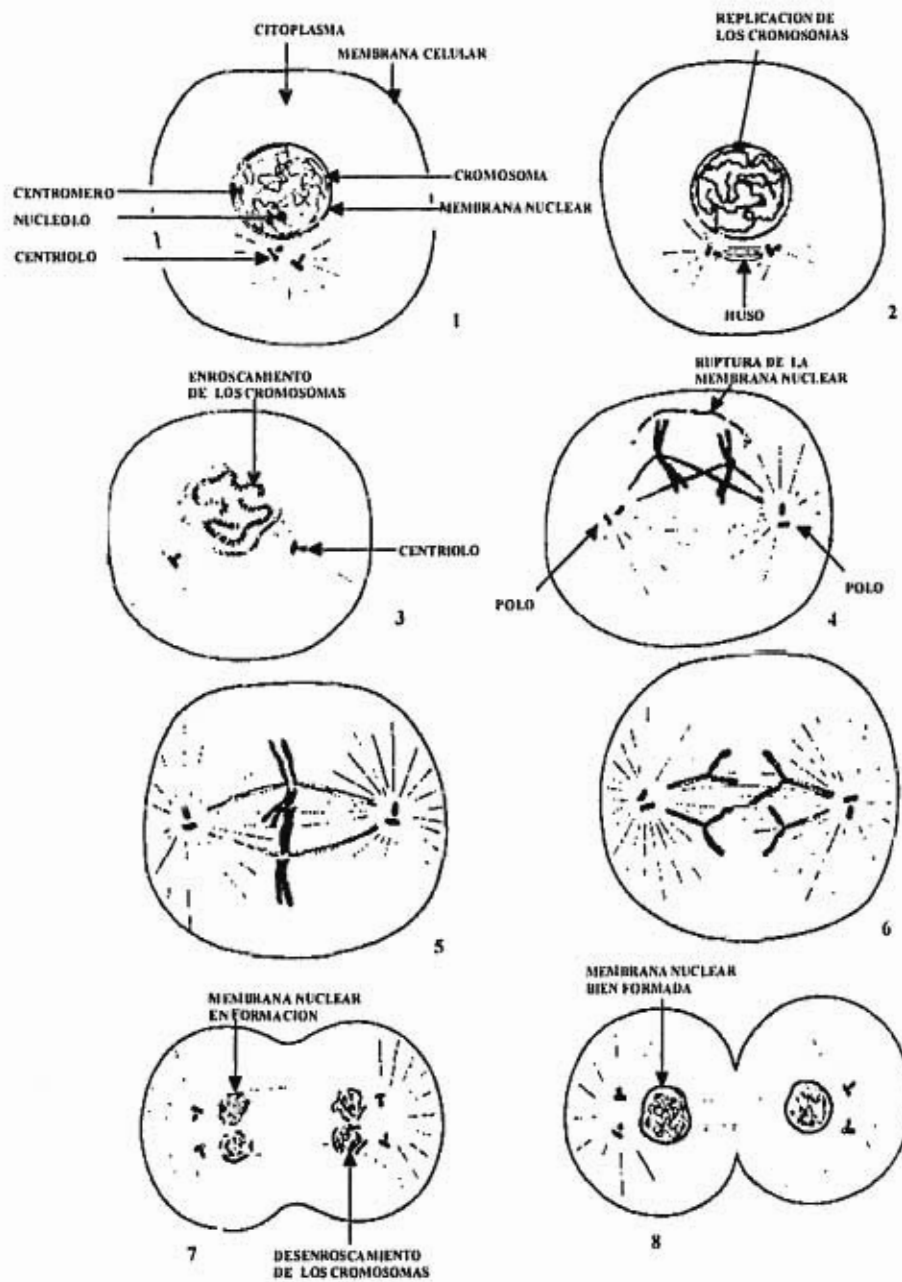 CITOPLASMA
MEMBRANA CELULAR
CENTROMERO
NUCLEOLO
CENTRIOLO
CROMOSOMA
MEMBRANA NUCLEAR
1
REPLICACION DE
LOS CROMOSOMAS
HUSO
2
ENROSCAMIENTO
DE LOS CROMOSOMAS
CENTRIOLO
3
RUPTURA DE LA
MEMBRANA NUCLEAR
POLO
POLO
4
5
6
MEMBRANA NUCLEAR
EN FORMACION
7
DESENROSCAMIENTO
DE LOS CROMOSOMAS
MEMBRANA NUCLEAR
BIEN FORMADA
8